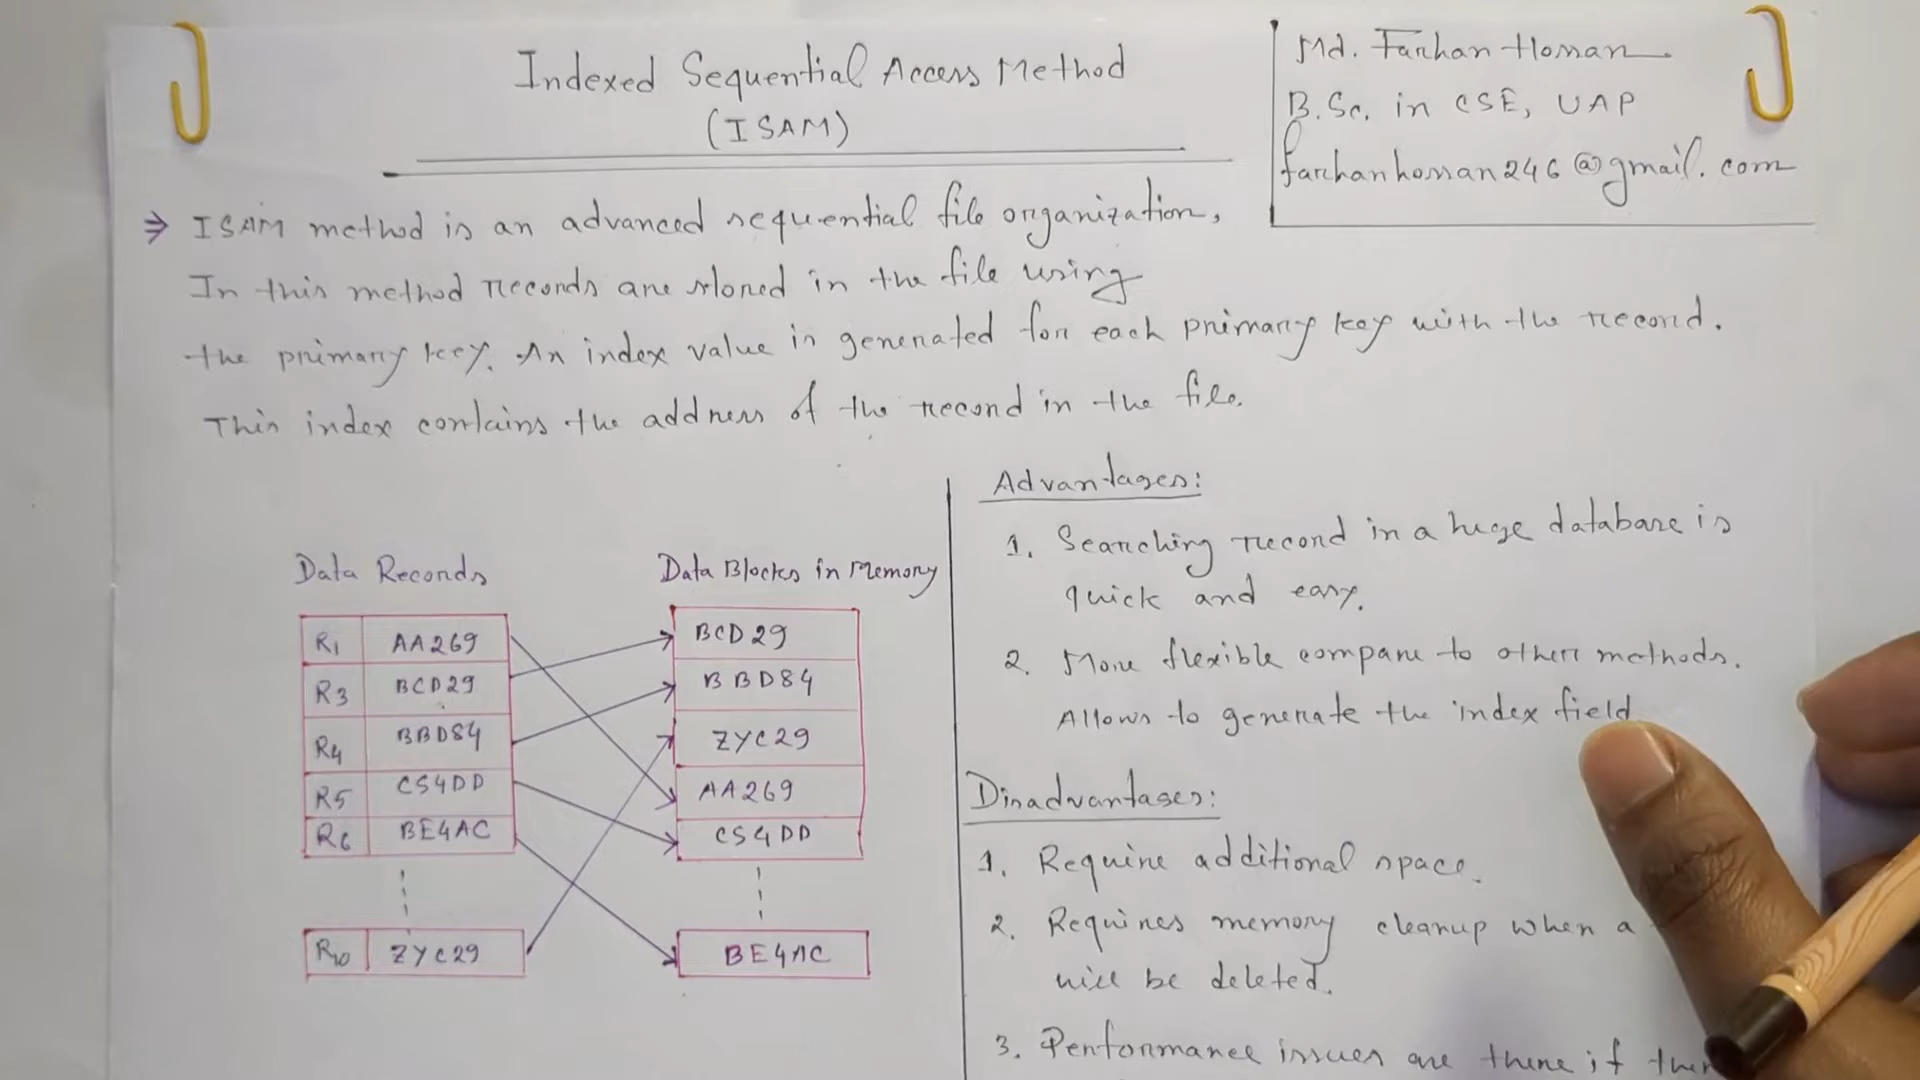 Indexed Sequential Access Method
(ISAM)
Md. Farhan Hossan
B.Sc. in CSE, UAP
farhanhossan246@gmail.com
⇒ ISAM method is an advanced sequential file organization,
In this method records are stored in the file using
the primary key. An index value is generated for each primary key with the record.
This index contains the address of the record in the file.
Data Records
R1 AA269
R3 BCD29
R4 BBD84
R5 CS4DD
R6 BE4AC
R10 ZYC29
Data Blocks in Memory
BCD29
BBD84
ZYC29
AA269
CS4DD
BE4AC
Advantages:
1. Searching record in a huge database is
quick and easy.
2. More flexible compare to other methods.
Allows to generate the index field
Disadvantages:
1. Require additional space.
2. Requires memory cleanup when a
will be deleted.
3. Performance issues are there if